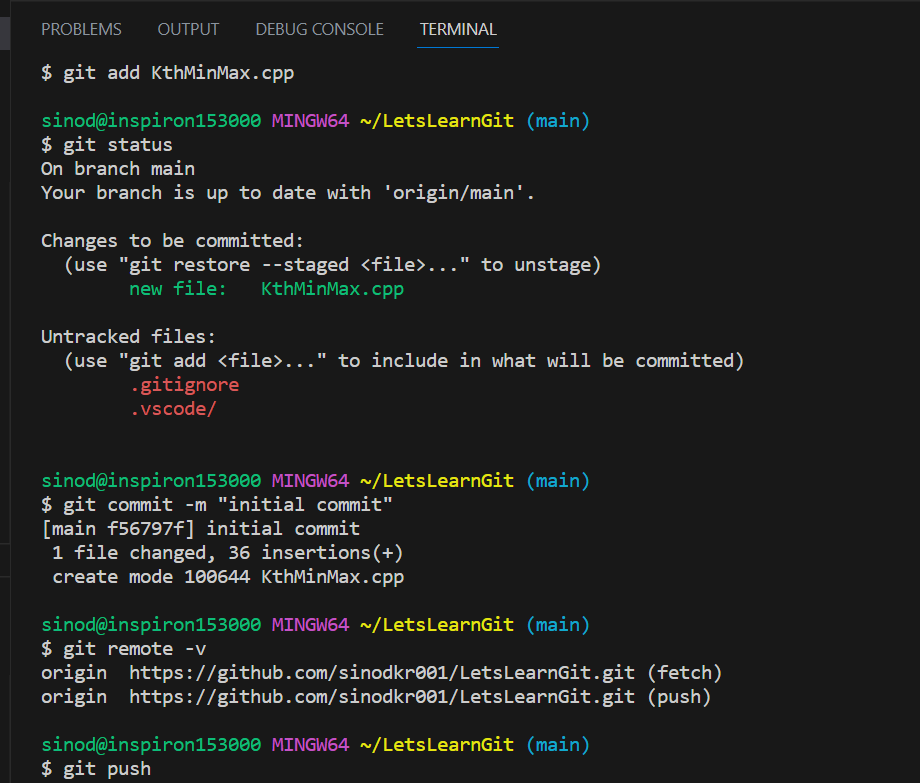 PROBLEMS OUTPUT DEBUG CONSOLE TERMINAL
$ git add KthMinMax.cpp
sinod@inspiron153000 MINGW64 ~/LetsLearnGit (main)
$ git status
On branch main
Your branch is up to date with 'origin/main'.
Changes to be committed:
  (use "git restore --staged <file>..." to unstage)
        new file:   KthMinMax.cpp
Untracked files:
  (use "git add <file>..." to include in what will be committed)
        .gitignore
        .vscode/
sinod@inspiron153000 MINGW64 ~/LetsLearnGit (main)
$ git commit -m "initial commit"
[main f56797f] initial commit
 1 file changed, 36 insertions(+)
 create mode 100644 KthMinMax.cpp
sinod@inspiron153000 MINGW64 ~/LetsLearnGit (main)
$ git remote -v
origin  https://github.com/sinodkr001/LetsLearnGit.git (fetch)
origin  https://github.com/sinodkr001/LetsLearnGit.git (push)
sinod@inspiron153000 MINGW64 ~/LetsLearnGit (main)
$ git push